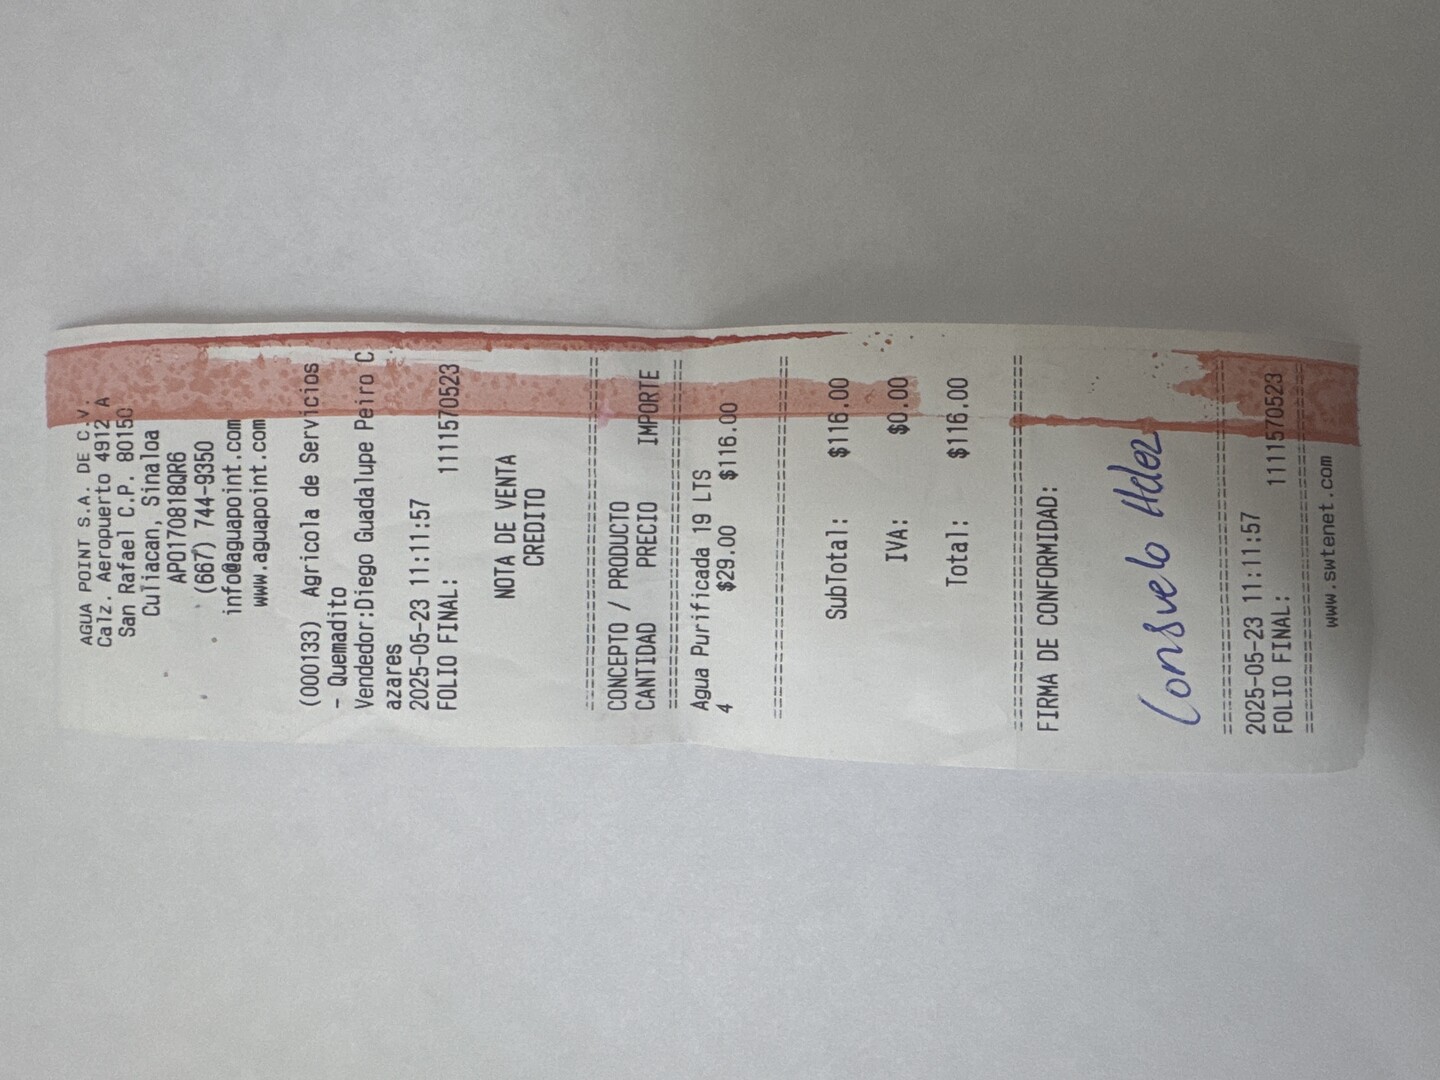 AGUA POINT S.A. DE C.V.
Calz. Aeropuerto 4912 A
San Rafael C.P. 80150
Culiacan, Sinaloa
APO170818QR6
(667) 744-9350
info@aguapoint.com
www.aguapoint.com
(000133) Agricola de Servicios
- Quemadito
Vendedor:Diego Guadalupe Peiro C
azares
2025-05-23 11:11:57
FOLIO FINAL: 1111570523
NOTA DE VENTA
CREDITO
================================
CONCEPTO / PRODUCTO
CANTIDAD PRECIO IMPORTE
================================
Agua Purificada 19 LTS
4 $29.00 $116.00
================================
SubTotal: $116.00
IVA: $0.00
Total: $116.00
================================
FIRMA DE CONFORMIDAD:
Consuelo Hdez
================================
2025-05-23 11:11:57
FOLIO FINAL: 1111570523
================================
www.swtenet.com